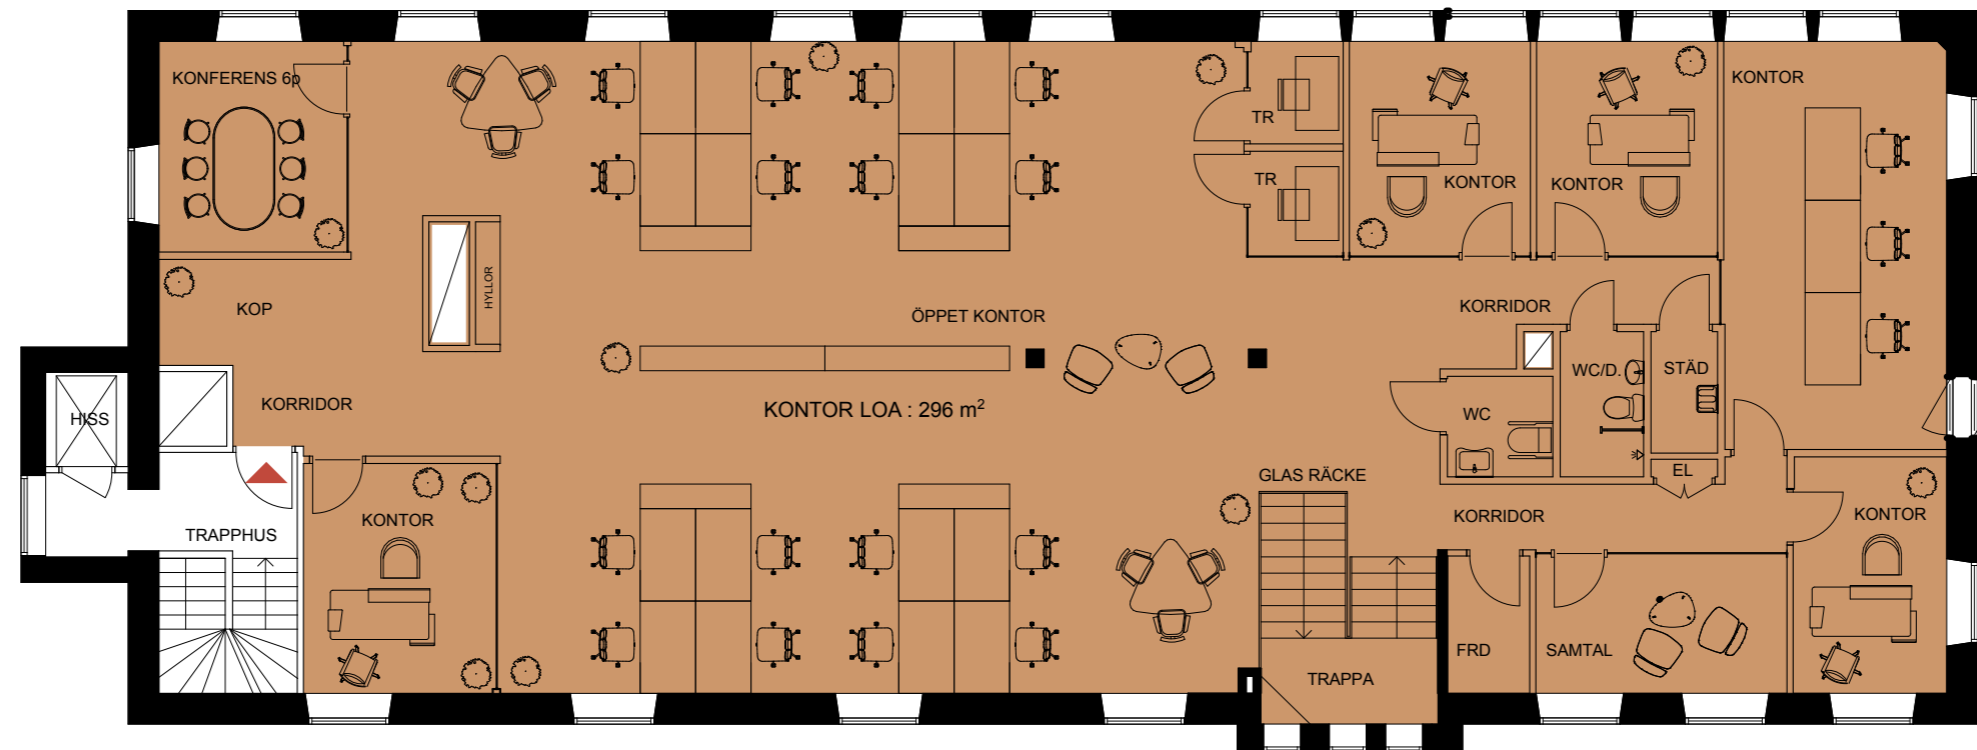 KONFERENS 6p
KONTOR
TR
TR
KONTOR
KONTOR
HYLLOR
KOP
ÖPPET KONTOR
KORRIDOR
WC/D.
STÄD
HISS
KORRIDOR
KONTOR LOA : 296 m²
WC
EL
GLAS RÄCKE
KONTOR
KORRIDOR
KONTOR
TRAPPHUS
FRD
SAMTAL
TRAPPA